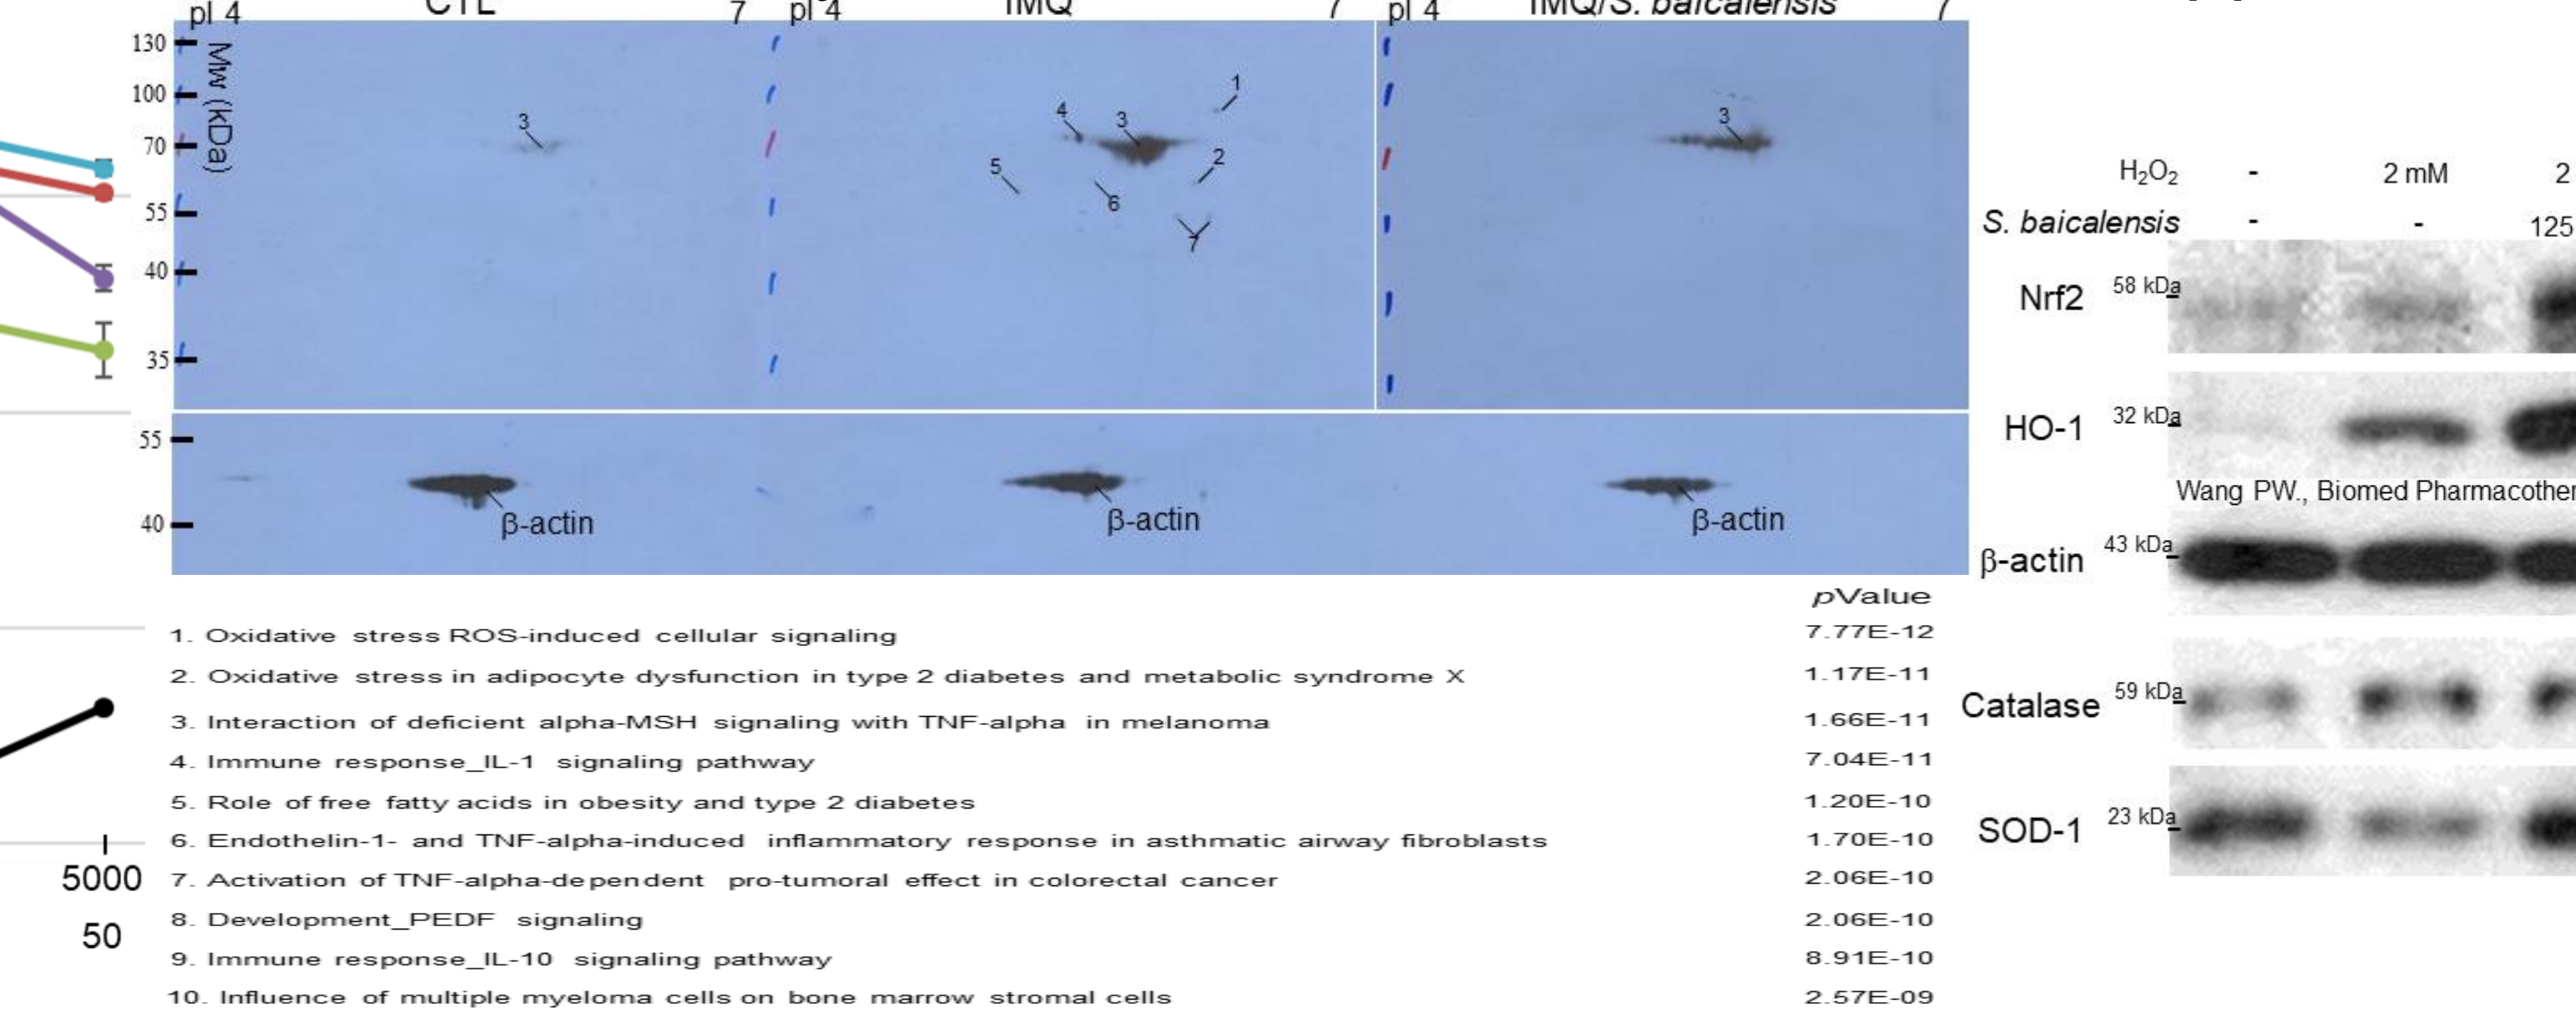 pI 4 CTL 7 pI 4 IMQ 7 pI 4 IMQ/S. baicalensis 7
Mw (kDa)
130
100
70
55
40
35
3
4 3 1
5 2
6
7
3
55
40
β-actin β-actin β-actin
H₂O₂ - 2 mM 2
S. baicalensis - - 125
Nrf2 58 kDa
HO-1 32 kDa
Wang PW., Biomed Pharmacother
β-actin 43 kDa
Catalase 59 kDa
SOD-1 23 kDa
pValue
1. Oxidative stress ROS-induced cellular signaling 7.77E-12
2. Oxidative stress in adipocyte dysfunction in type 2 diabetes and metabolic syndrome X 1.17E-11
3. Interaction of deficient alpha-MSH signaling with TNF-alpha in melanoma 1.66E-11
4. Immune response_IL-1 signaling pathway 7.04E-11
5. Role of free fatty acids in obesity and type 2 diabetes 1.20E-10
6. Endothelin-1- and TNF-alpha-induced inflammatory response in asthmatic airway fibroblasts 1.70E-10
7. Activation of TNF-alpha-dependent pro-tumoral effect in colorectal cancer 2.06E-10
8. Development_PEDF signaling 2.06E-10
9. Immune response_IL-10 signaling pathway 8.91E-10
10. Influence of multiple myeloma cells on bone marrow stromal cells 2.57E-09
5000
50